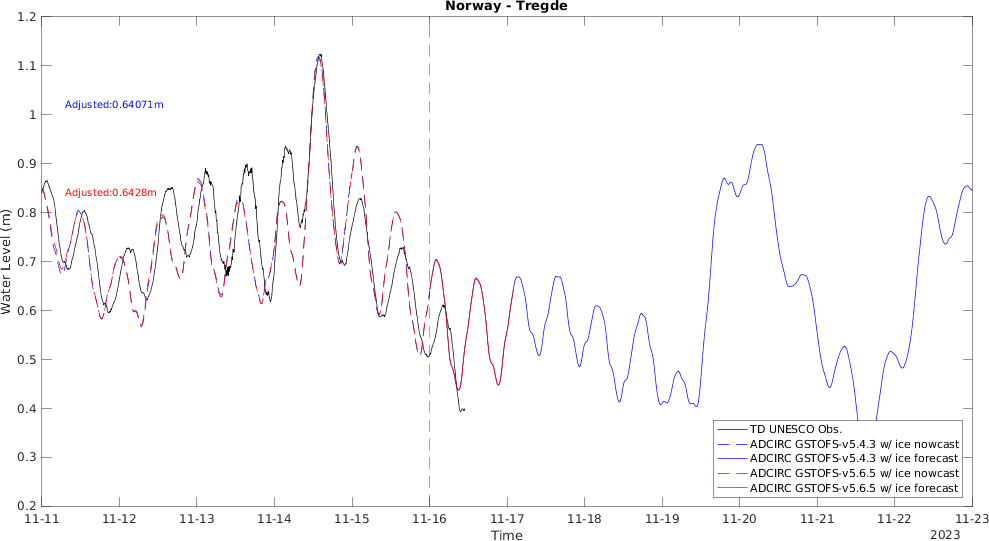 Norway - Tregde
1.2
1.1
1
0.9
0.8
0.7
0.6
0.5
0.4
0.3
0.2
Water Level (m)
Adjusted:0.64071m
Adjusted:0.6428m
TD UNESCO Obs.
ADCIRC GSTOFS-v5.4.3 w/ ice nowcast
ADCIRC GSTOFS-v5.4.3 w/ ice forecast
ADCIRC GSTOFS-v5.6.5 w/ ice nowcast
ADCIRC GSTOFS-v5.6.5 w/ ice forecast
11-11 11-12 11-13 11-14 11-15 11-16 11-17 11-18 11-19 11-20 11-21 11-22 11-23
Time
2023